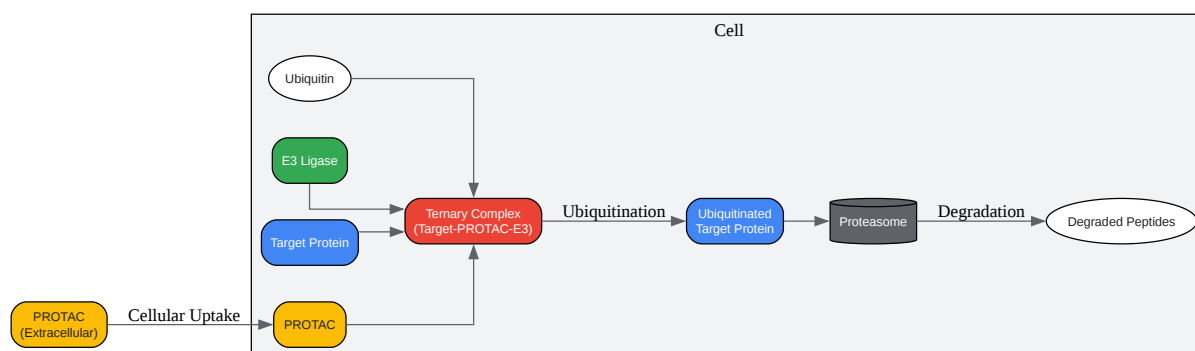 Cell
Ubiquitin
E3 Ligase
Target Protein
Ternary Complex
(Target-PROTAC-E3)
Ubiquitination
Ubiquitinated
Target Protein
Proteasome
Degradation
Degraded Peptides
PROTAC
(Extracellular)
Cellular Uptake
PROTAC